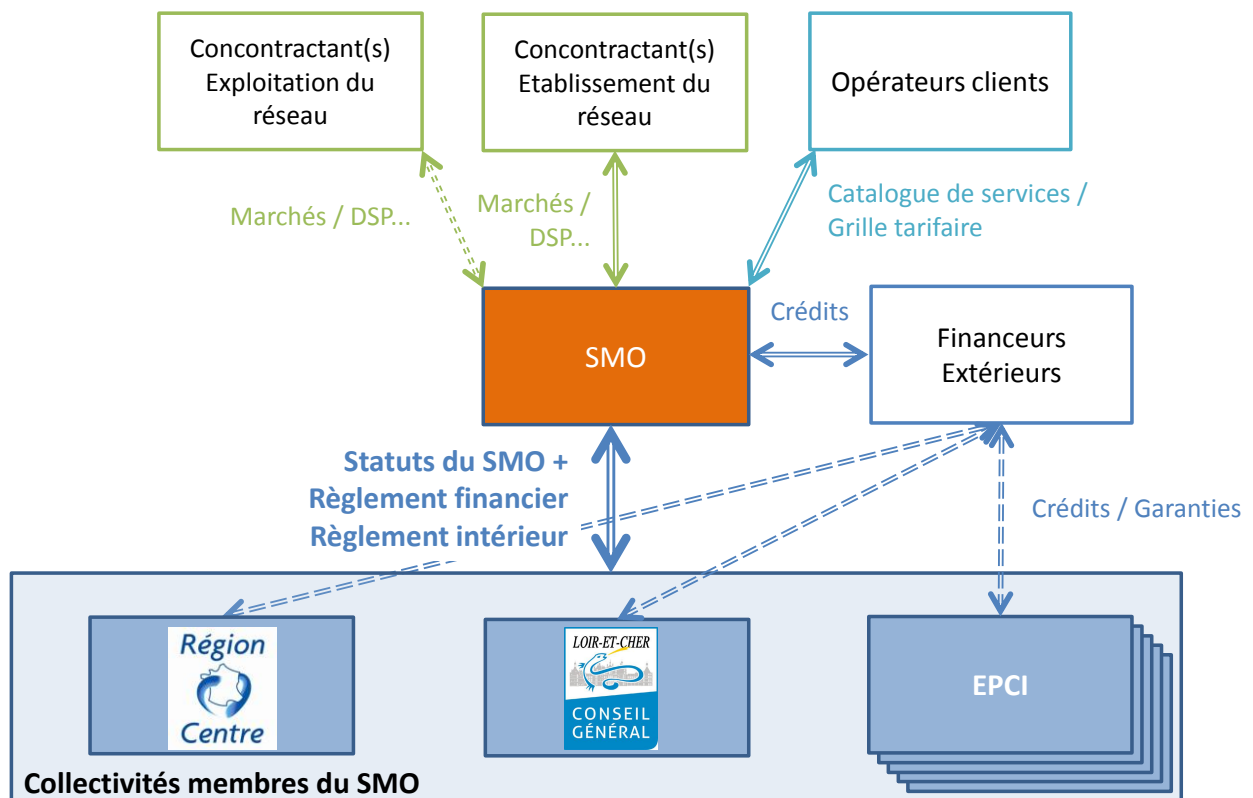 Concontractant(s)
Exploitation du
réseau
Concontractant(s)
Etablissement du
réseau
Opérateurs clients
Marchés / DSP...
Marchés /
DSP...
Catalogue de services /
Grille tarifaire
SMO
Crédits
Financeurs
Extérieurs
Statuts du SMO +
Règlement financier
Règlement intérieur
Crédits / Garanties
Région
Centre
LOIR-ET-CHER
CONSEIL
GÉNÉRAL
EPCI
Collectivités membres du SMO